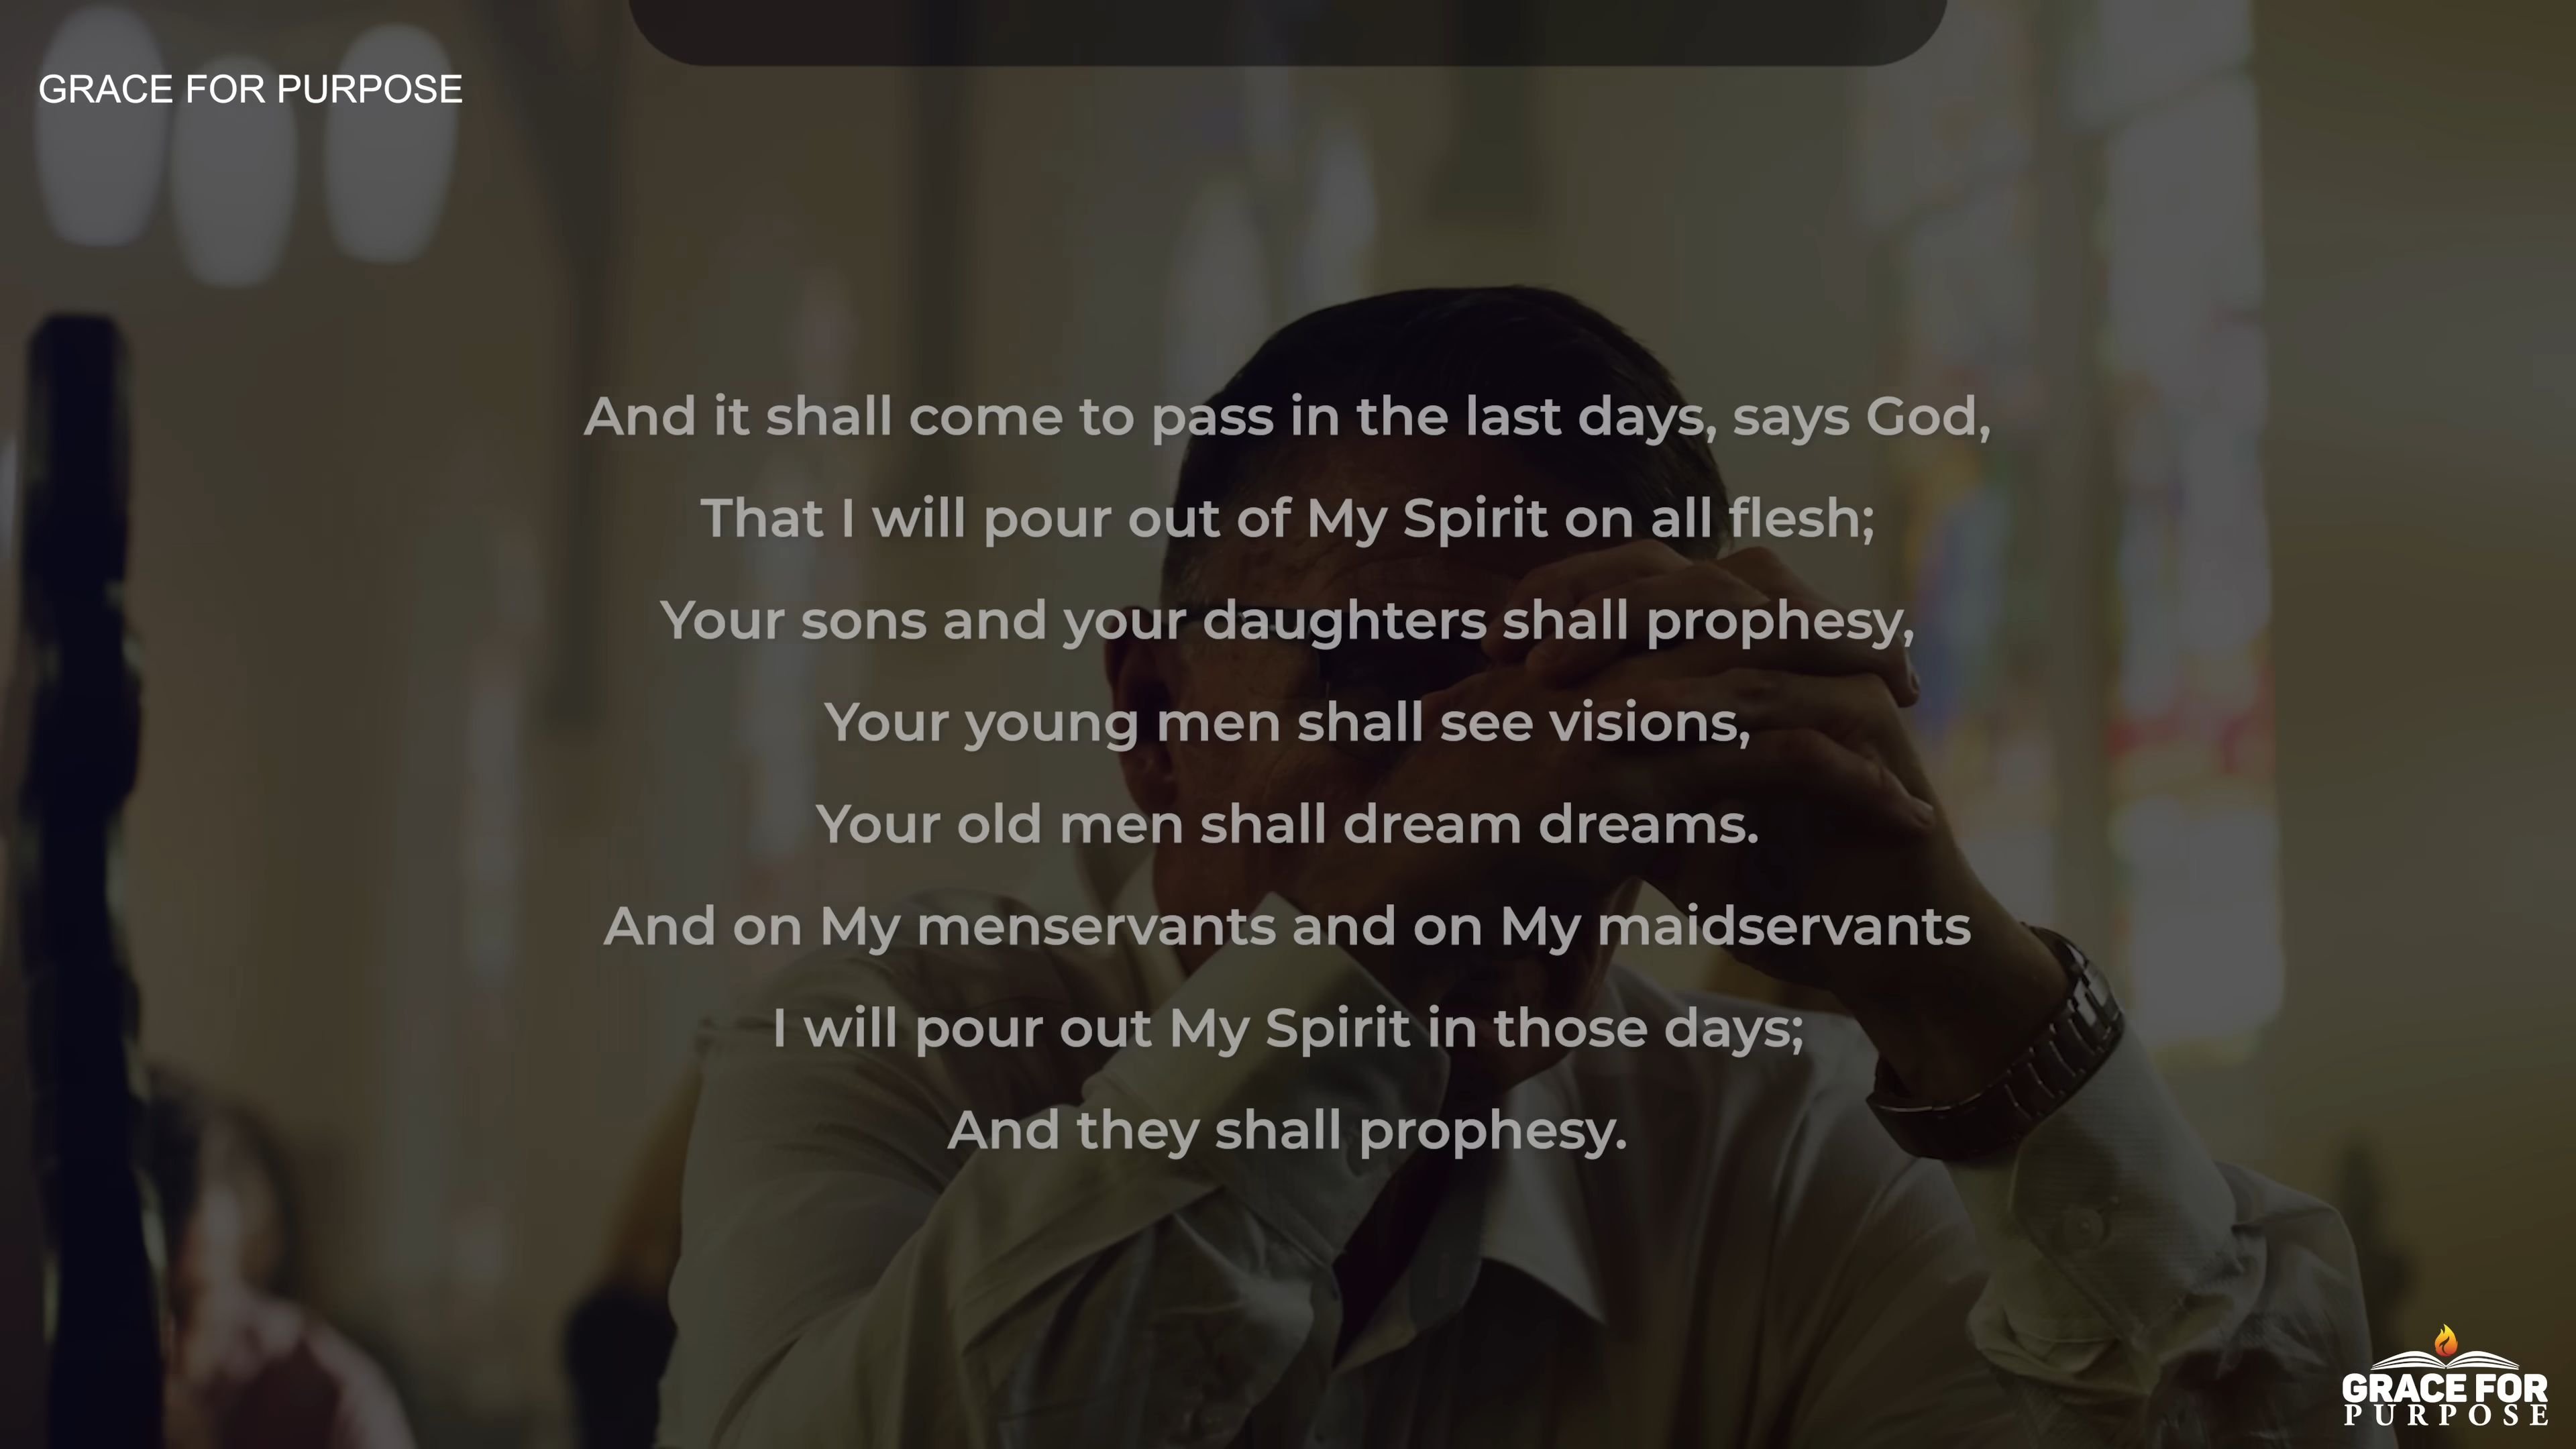 GRACE FOR PURPOSE
And it shall come to pass in the last days, says God,
That I will pour out of My Spirit on all flesh;
Your sons and your daughters shall prophesy,
Your young men shall see visions,
Your old men shall dream dreams.
And on My menservants and on My maidservants
I will pour out My Spirit in those days;
And they shall prophesy.
GRACE FOR
PURPOSE